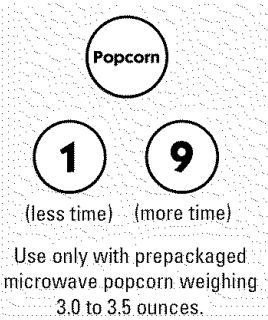 Popcorn
1 9
(less time) (more time)
Use only with prepackaged
microwave popcorn weighing
3.0 to 3.5 ounces.